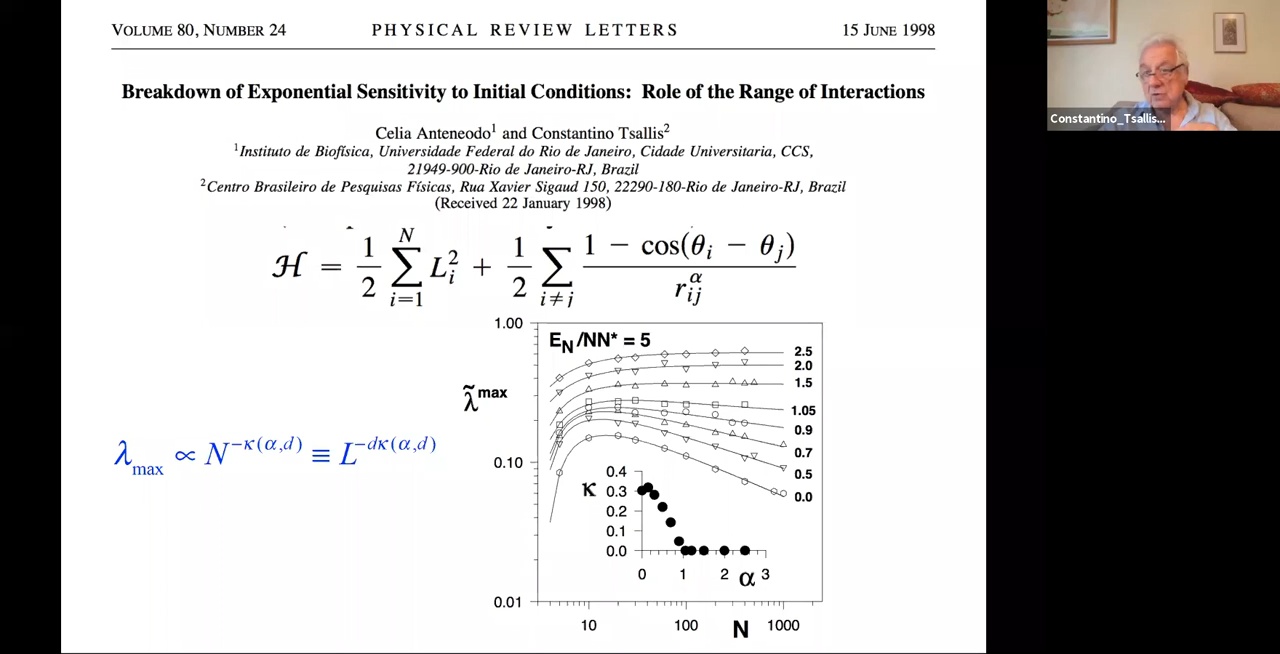 VOLUME 80, NUMBER 24 PHYSICAL REVIEW LETTERS 15 JUNE 1998
Breakdown of Exponential Sensitivity to Initial Conditions: Role of the Range of Interactions
Celia Anteneodo¹ and Constantino Tsallis²
¹Instituto de Biofísica, Universidade Federal do Rio de Janeiro, Cidade Universitaria, CCS,
21949-900-Rio de Janeiro-RJ, Brazil
²Centro Brasileiro de Pesquisas Físicas, Rua Xavier Sigaud 150, 22290-180-Rio de Janeiro-RJ, Brazil
(Received 22 January 1998)
ℋ = 1/2 ∑_{i=1}^{N} L_i^2 + 1/2 ∑_{i≠j} (1 − cos(θ_i − θ_j)) / r_{ij}^α
λ_max ∝ N^{−κ(α,d)} ≡ L^{−dκ(α,d)}
E_N/NN* = 5
λ̃^max
1.00
0.10
0.01
2.5
2.0
1.5
1.05
0.9
0.7
0.5
0.0
κ
0.4
0.3
0.2
0.1
0.0
0 1 2 α 3
10 100 N 1000
Constantino_Tsallis...